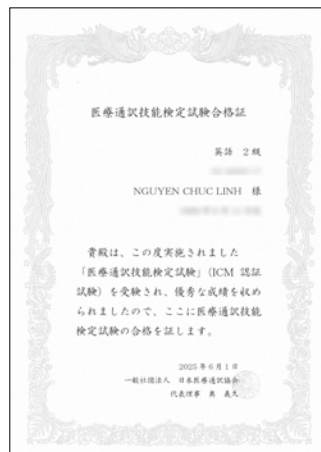 医療通訳技能検定試験合格証
英語 2級
NGUYEN CHUC LINH 様
貴殿は、この度実施されました
「医療通訳技能検定試験」(ICM 認証
試験) を受験され、優秀な成績を収め
られましたので、ここに医療通訳技能
検定試験の合格を証します。
2025年6月1日
一般社団法人 日本医療通訳協会
代表理事 奥 義久